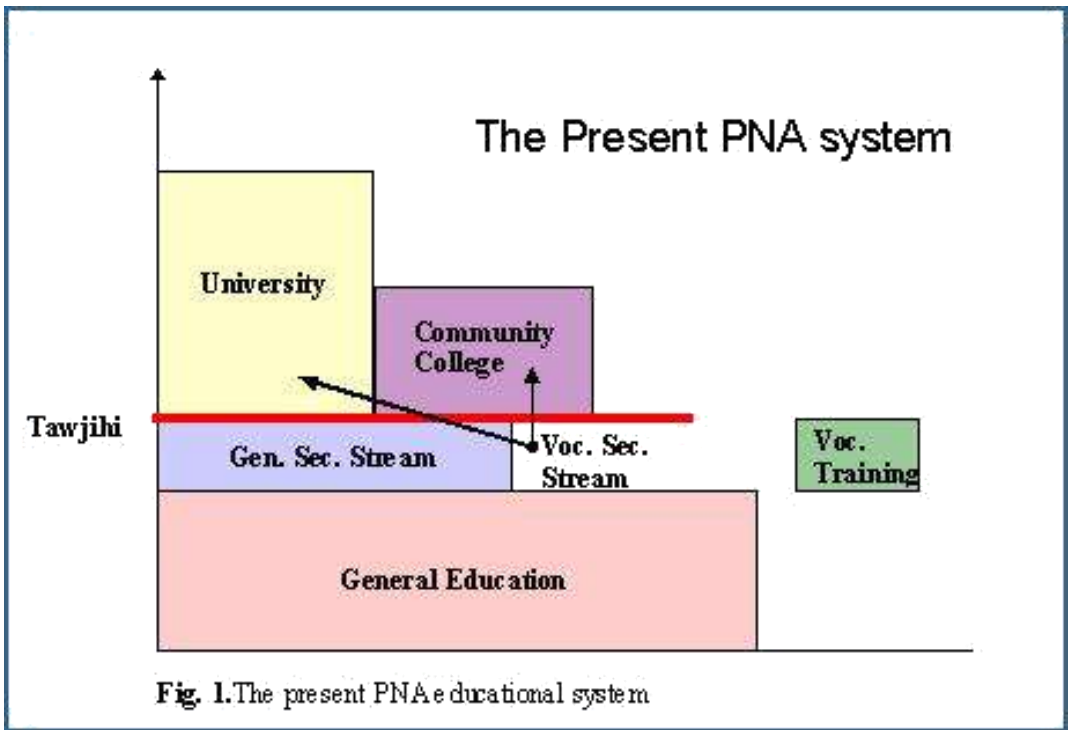 The Present PNA system
University
Community
College
Tawjihi
Gen. Sec. Stream
Voc. Sec.
Stream
Voc.
Training
General Education
Fig. 1.The present PNA educational system